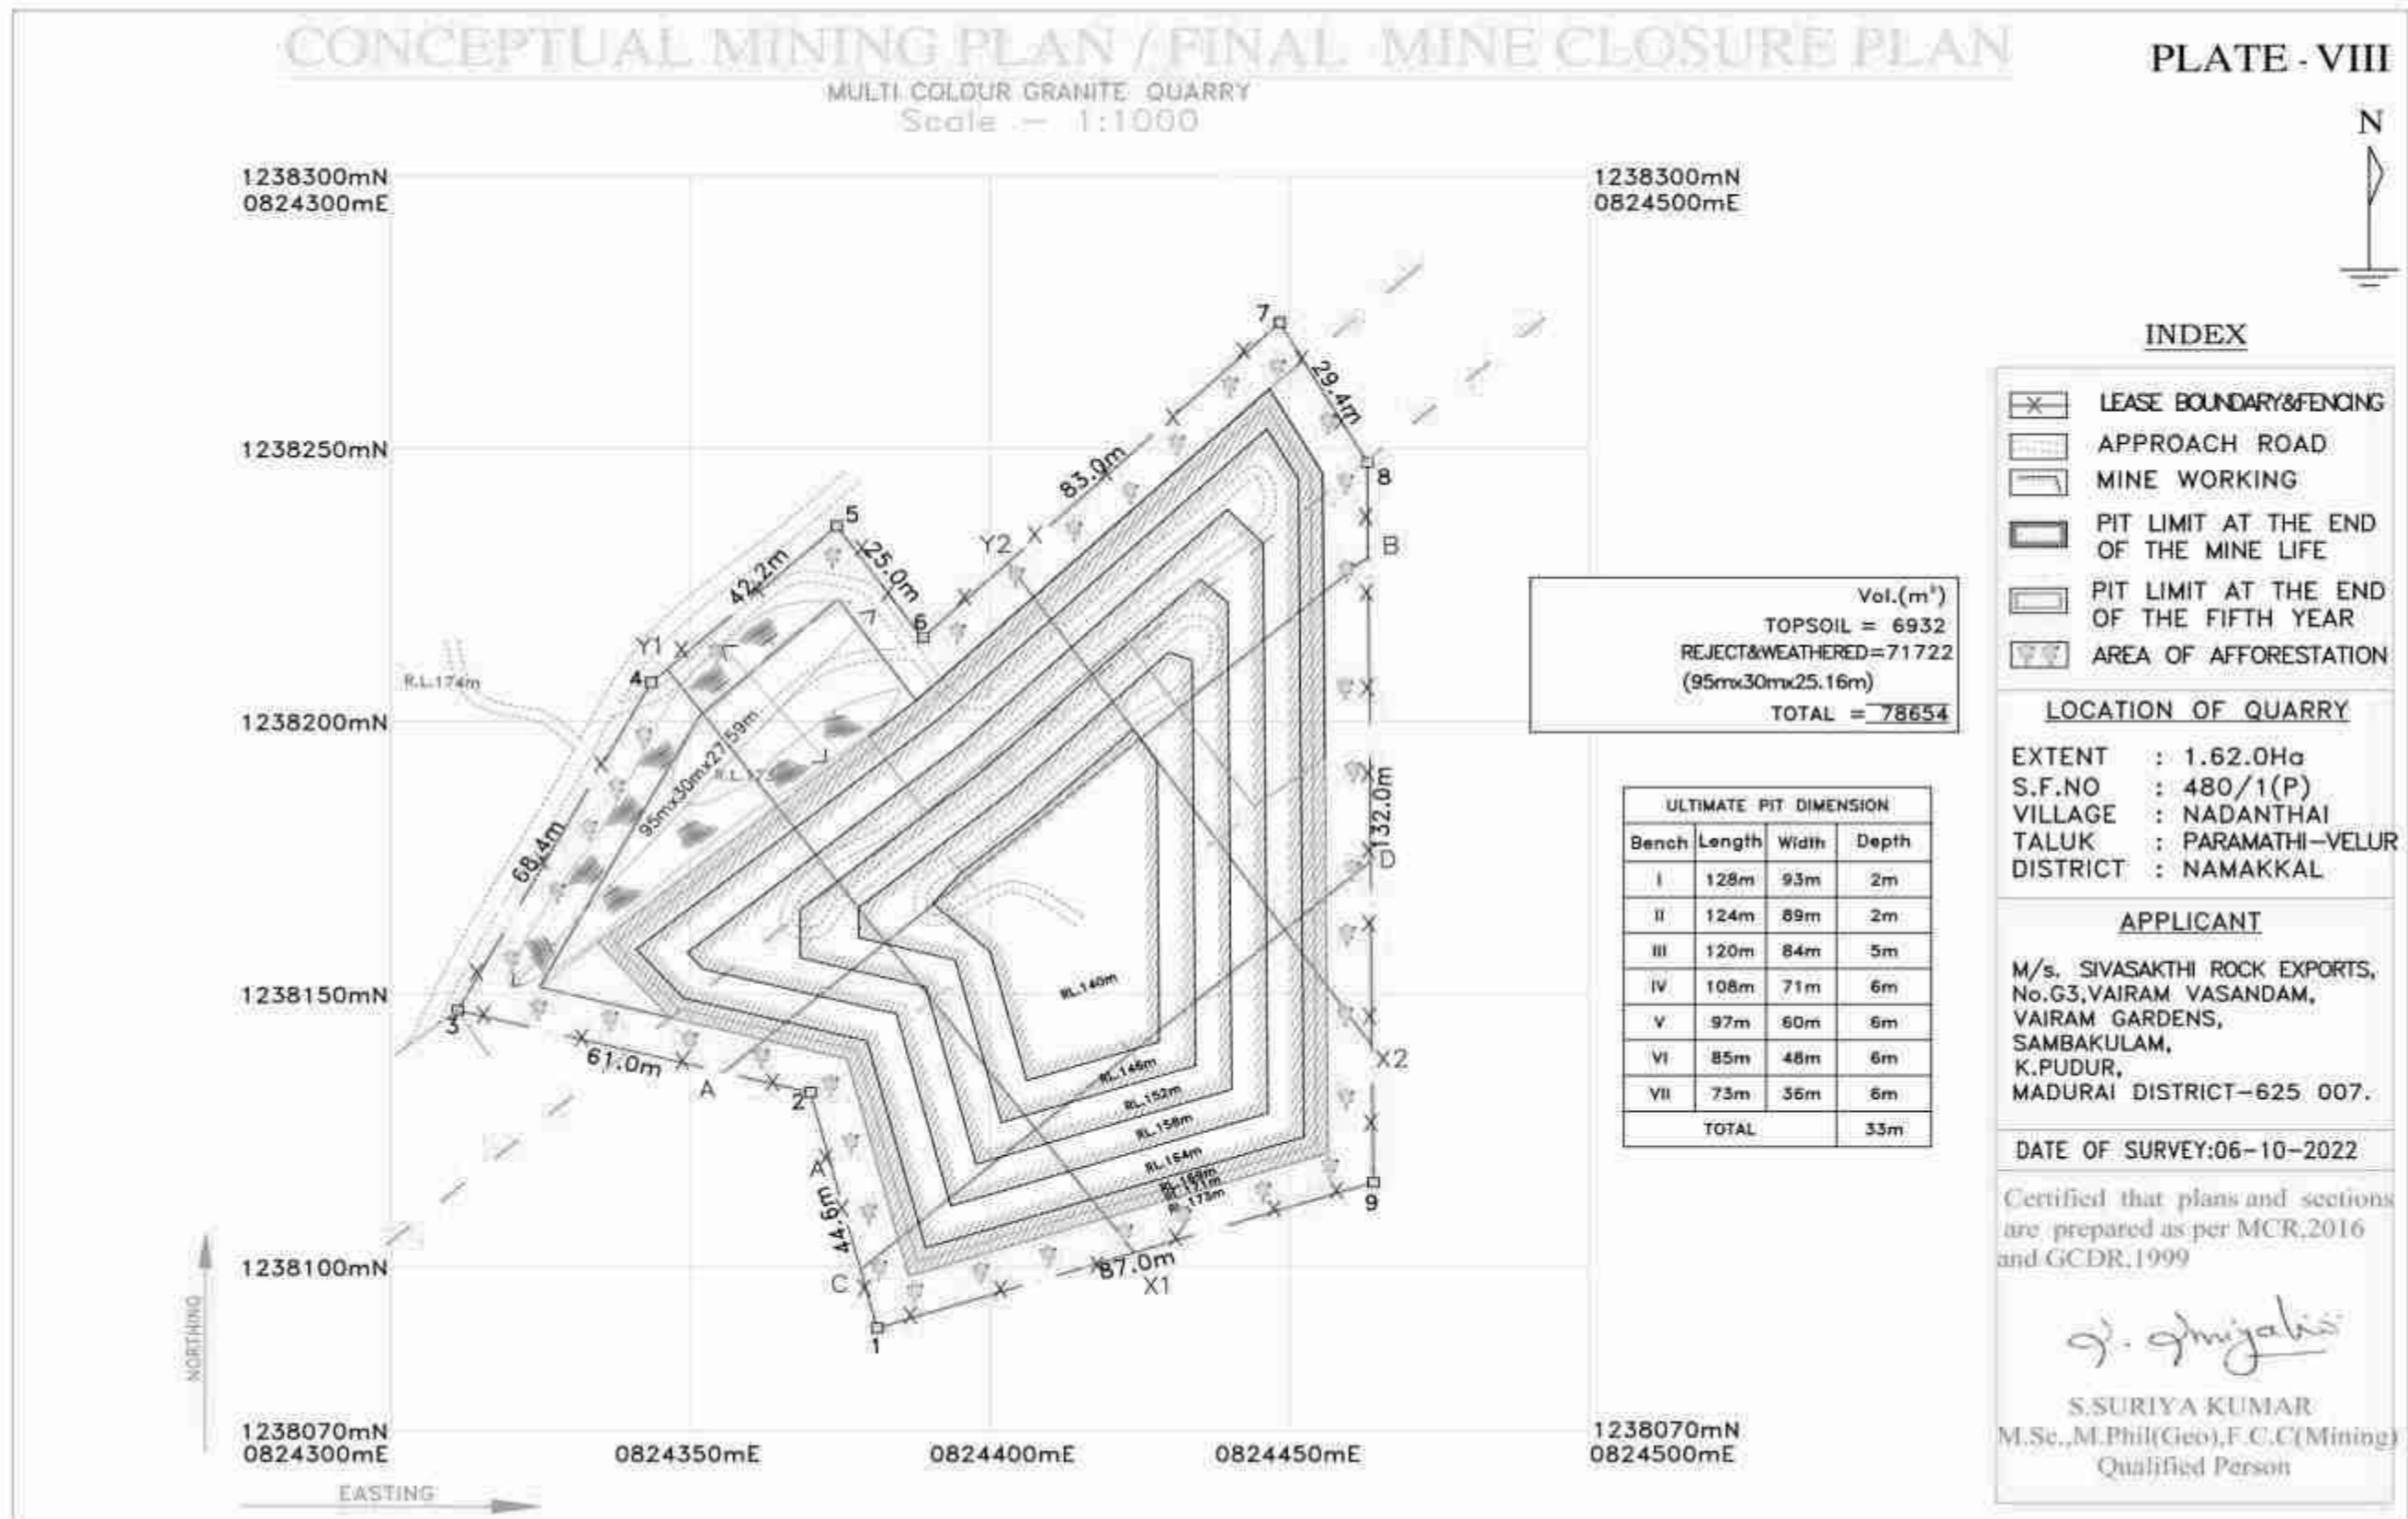 CONCEPTUAL MINING PLAN / FINAL MINE CLOSURE PLAN
MULTI COLOUR GRANITE QUARRY
Scale - 1:1000
PLATE - VIII
N
1238300mN
0824300mE
1238300mN
0824500mE
1238250mN
1238200mN
1238150mN
1238100mN
1238070mN
0824300mE
0824350mE
0824400mE
0824450mE
1238070mN
0824500mE
NORTHING
EASTING
7
29.4m
8
B
83.0m
Y2
5
25.0m
42.2m
6
Y1
4
R.L.174m
95mx30mx27.59m
68.4m
132.0m
D
3
61.0m
A
2
A'
44.6m
C
1
87.0m
X1
X2
9
RL.140m
RL.146m
RL.152m
RL.158m
RL.164m
RL.169m
RL.171m
RL.173m
Vol.(m³)
TOPSOIL = 6932
REJECT&WEATHERED=71722
(95mx30mx25.16m)
TOTAL = 78654
ULTIMATE PIT DIMENSION
Bench Length Width Depth
I 128m 93m 2m
II 124m 89m 2m
III 120m 84m 5m
IV 108m 71m 6m
V 97m 60m 6m
VI 85m 48m 6m
VII 73m 36m 6m
TOTAL 33m
INDEX
LEASE BOUNDARY&FENCING
APPROACH ROAD
MINE WORKING
PIT LIMIT AT THE END
OF THE MINE LIFE
PIT LIMIT AT THE END
OF THE FIFTH YEAR
AREA OF AFFORESTATION
LOCATION OF QUARRY
EXTENT : 1.62.0Ha
S.F.NO : 480/1(P)
VILLAGE : NADANTHAI
TALUK : PARAMATHI-VELUR
DISTRICT : NAMAKKAL
APPLICANT
M/s. SIVASAKTHI ROCK EXPORTS,
No.G3,VAIRAM VASANDAM,
VAIRAM GARDENS,
SAMBAKULAM,
K.PUDUR,
MADURAI DISTRICT-625 007.
DATE OF SURVEY:06-10-2022
Certified that plans and sections
are prepared as per MCR,2016
and GCDR,1999
S.SURIYA KUMAR
M.Sc.,M.Phil(Geo),F.C.C(Mining)
Qualified Person